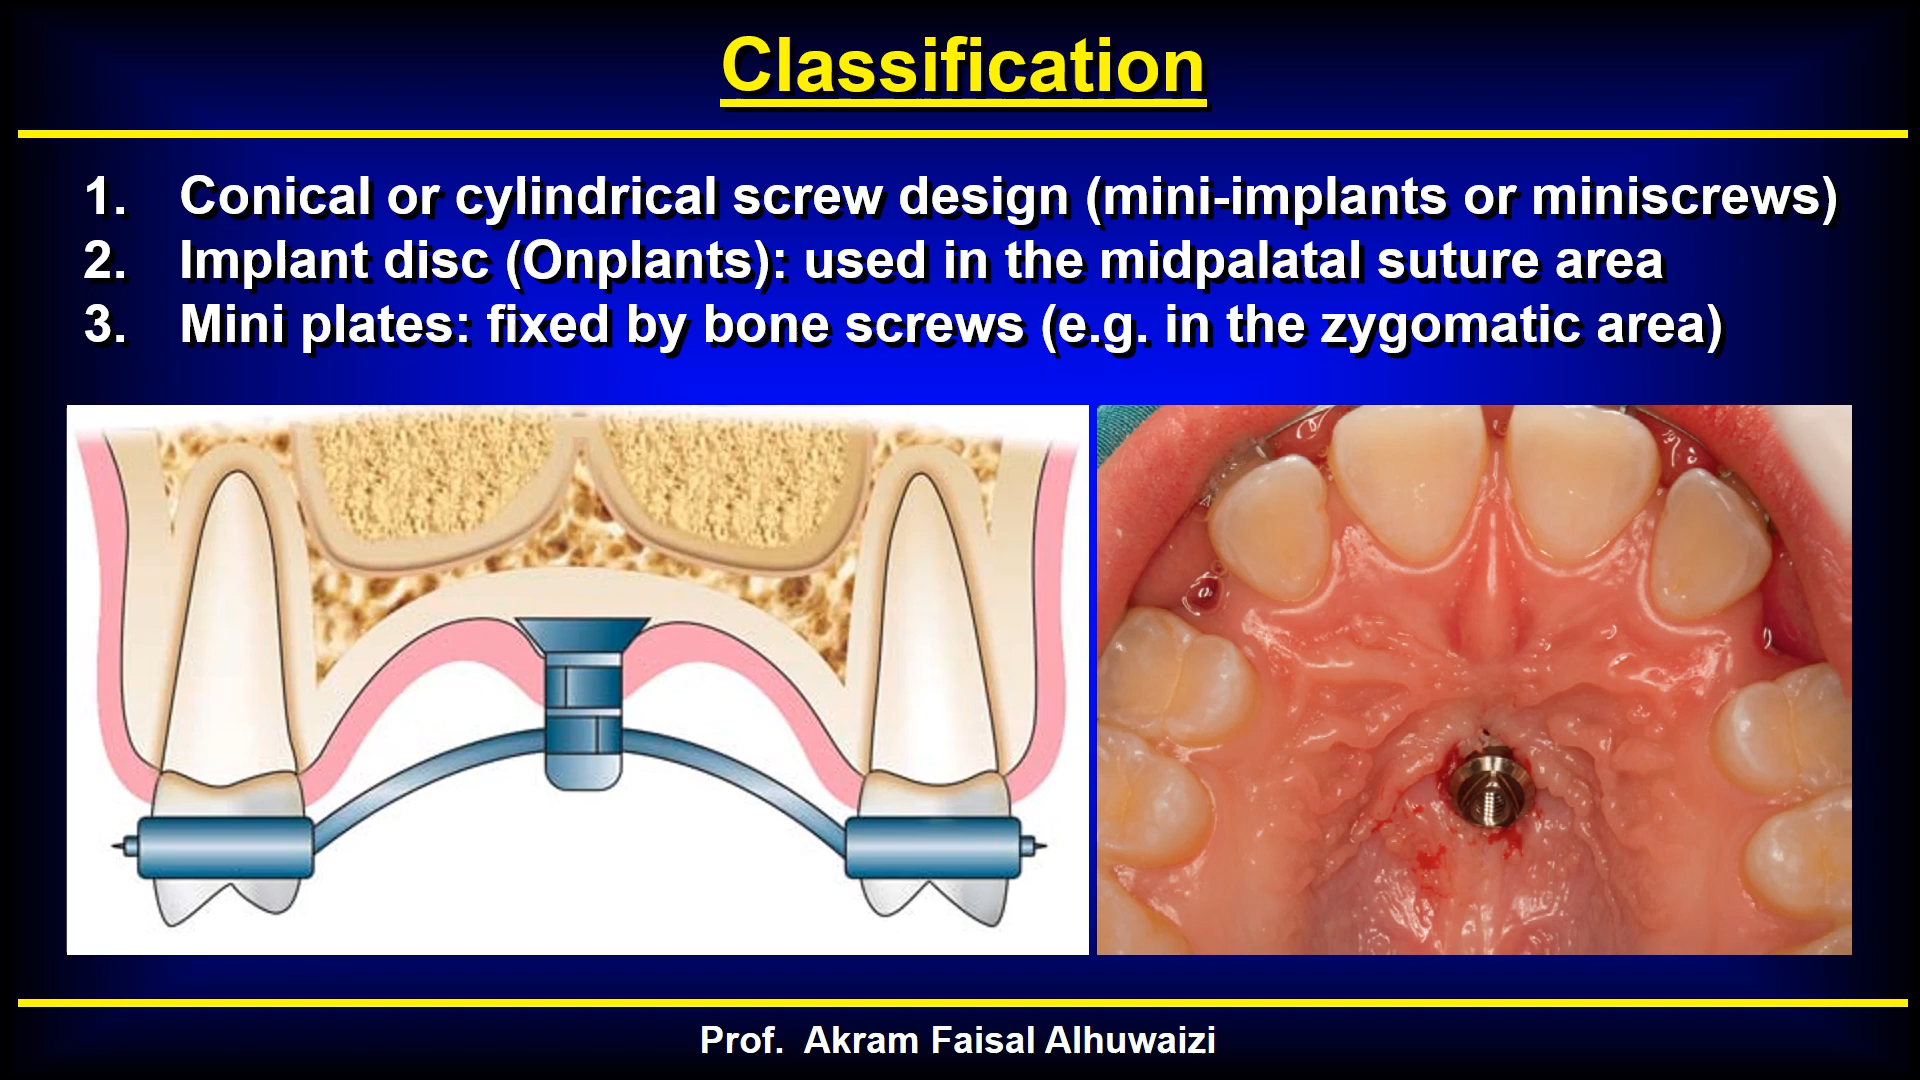 Classification
1. Conical or cylindrical screw design (mini-implants or miniscrews)
2. Implant disc (Onplants): used in the midpalatal suture area
3. Mini plates: fixed by bone screws (e.g. in the zygomatic area)
Prof. Akram Faisal Alhuwaizi